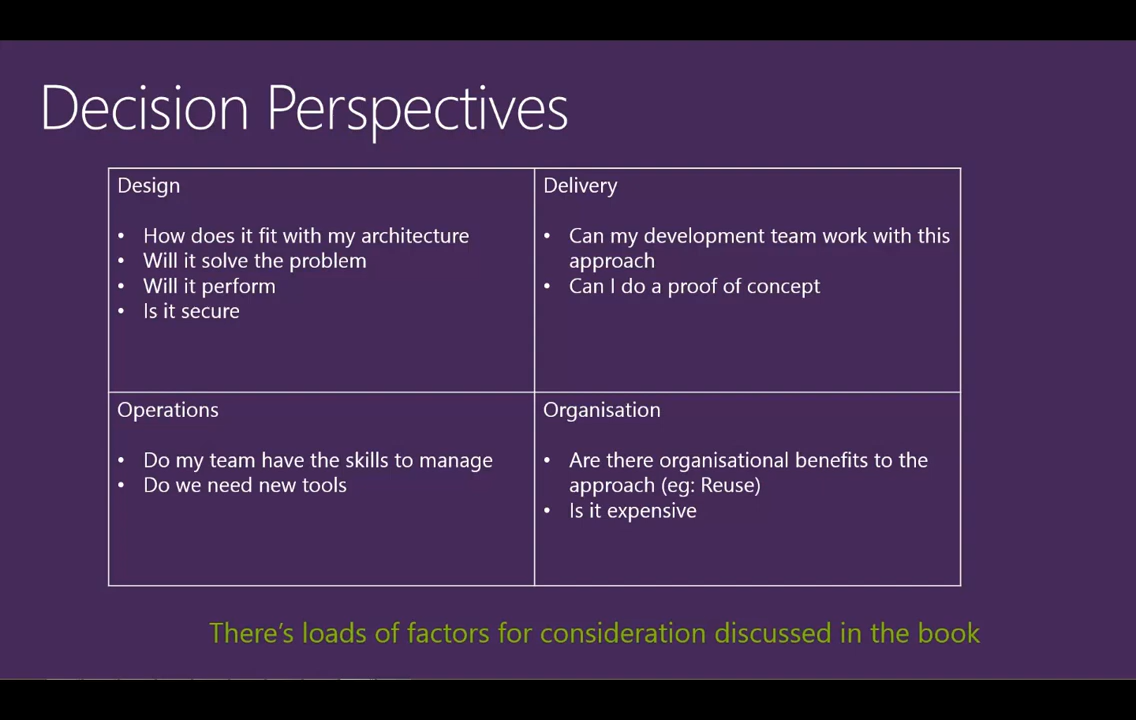 Decision Perspectives
Design
• How does it fit with my architecture
• Will it solve the problem
• Will it perform
• Is it secure
Delivery
• Can my development team work with this
approach
• Can I do a proof of concept
Operations
• Do my team have the skills to manage
• Do we need new tools
Organisation
• Are there organisational benefits to the
approach (eg: Reuse)
• Is it expensive
There's loads of factors for consideration discussed in the book